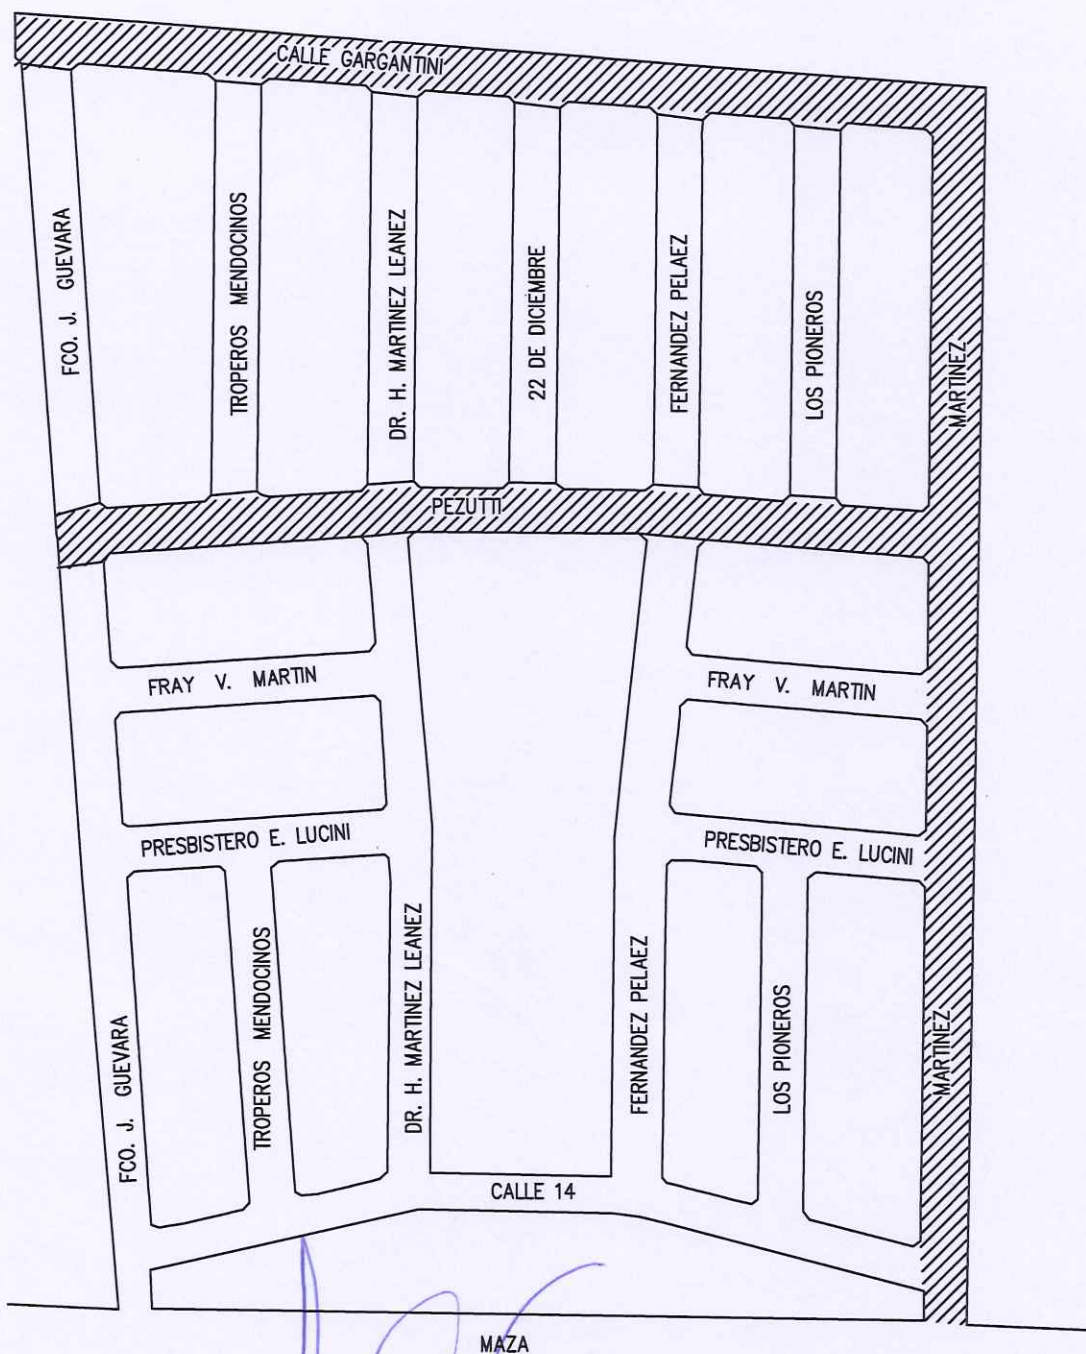 CALLE GARGANTINI
FCO. J. GUEVARA
TROPEROS MENDOCINOS
DR. H. MARTINEZ LEANEZ
22 DE DICIEMBRE
FERNANDEZ PELAEZ
LOS PIONEROS
MARTINEZ
PEZUTTI
FRAY V. MARTIN
FRAY V. MARTIN
PRESBISTERO E. LUCINI
PRESBISTERO E. LUCINI
FCO. J. GUEVARA
TROPEROS MENDOCINOS
DR. H. MARTINEZ LEANEZ
FERNANDEZ PELAEZ
LOS PIONEROS
MARTINEZ
CALLE 14
MAZA